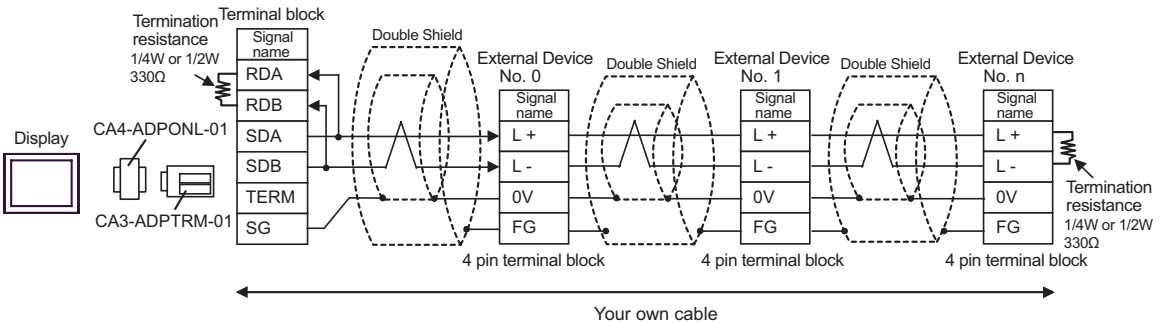 Display
CA4-ADPONL-01
CA3-ADPTRM-01
Termination
resistance
1/4W or 1/2W
330Ω
Terminal block
Signal
name
RDA
RDB
SDA
SDB
TERM
SG
Double Shield
External Device
No. 0
Signal
name
L +
L -
0V
FG
4 pin terminal block
Double Shield
External Device
No. 1
Signal
name
L +
L -
0V
FG
4 pin terminal block
Double Shield
External Device
No. n
Signal
name
L +
L -
0V
FG
4 pin terminal block
Termination
resistance
1/4W or 1/2W
330Ω
Your own cable